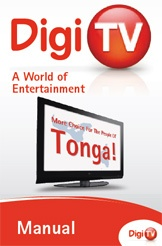 Digi TV
A World of
Entertainment
More Choice For The People Of
Tonga!
Manual
Digi TV